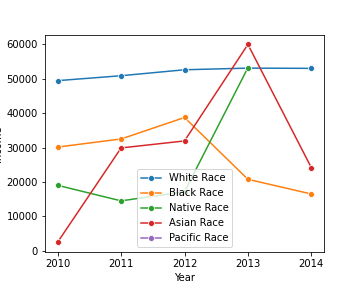 60000
50000
40000
30000
20000
10000
0
White Race
Black Race
Native Race
Asian Race
Pacific Race
2010 2011 2012 2013 2014
Year